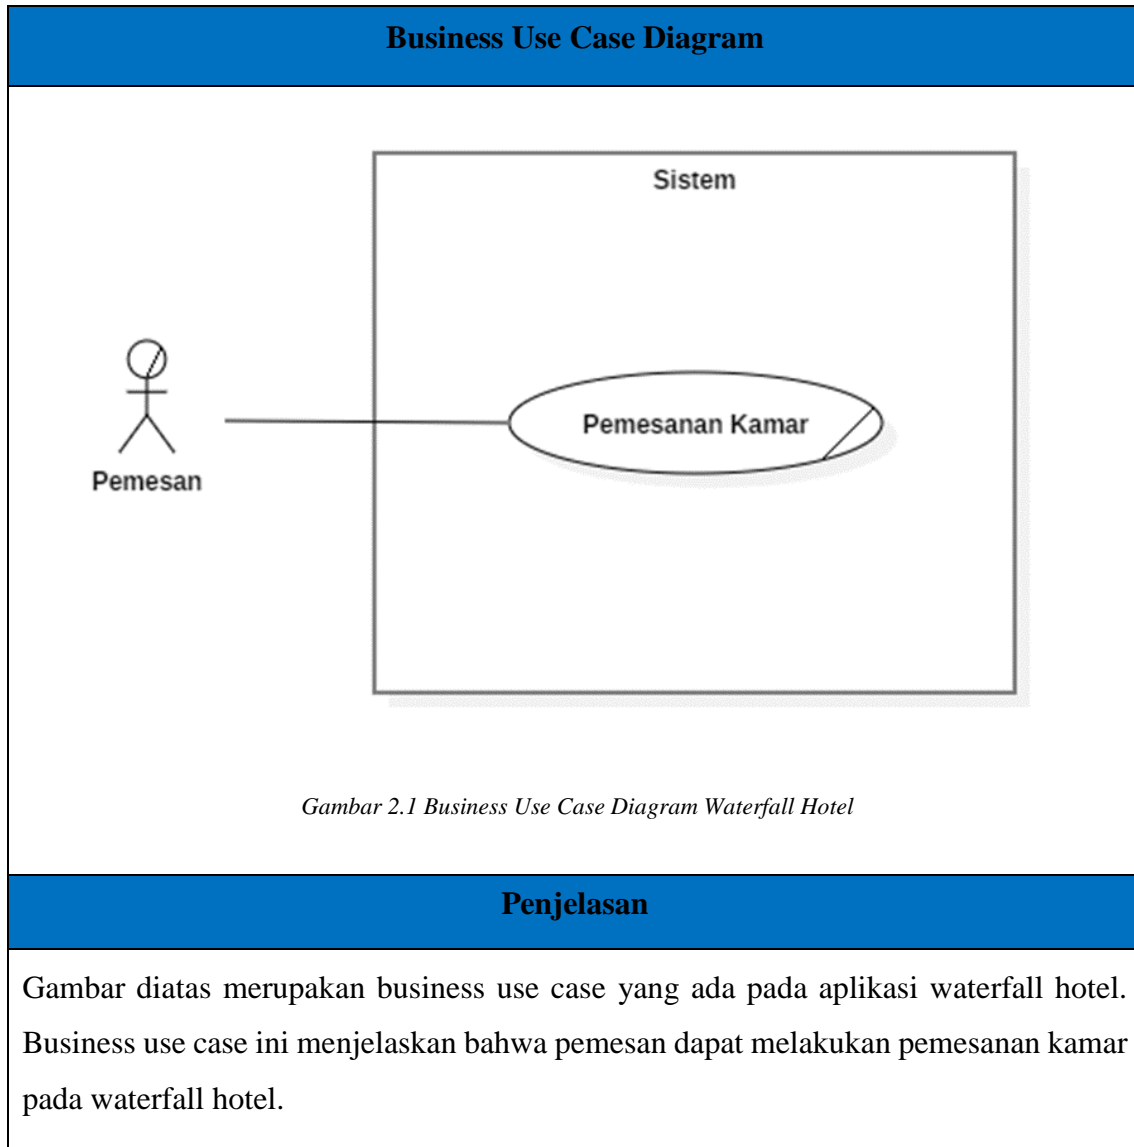 Business Use Case Diagram
Sistem
Pemesanan Kamar
Pemesan
Gambar 2.1 Business Use Case Diagram Waterfall Hotel
Penjelasan
Gambar diatas merupakan business use case yang ada pada aplikasi waterfall hotel.
Business use case ini menjelaskan bahwa pemesan dapat melakukan pemesanan kamar
pada waterfall hotel.